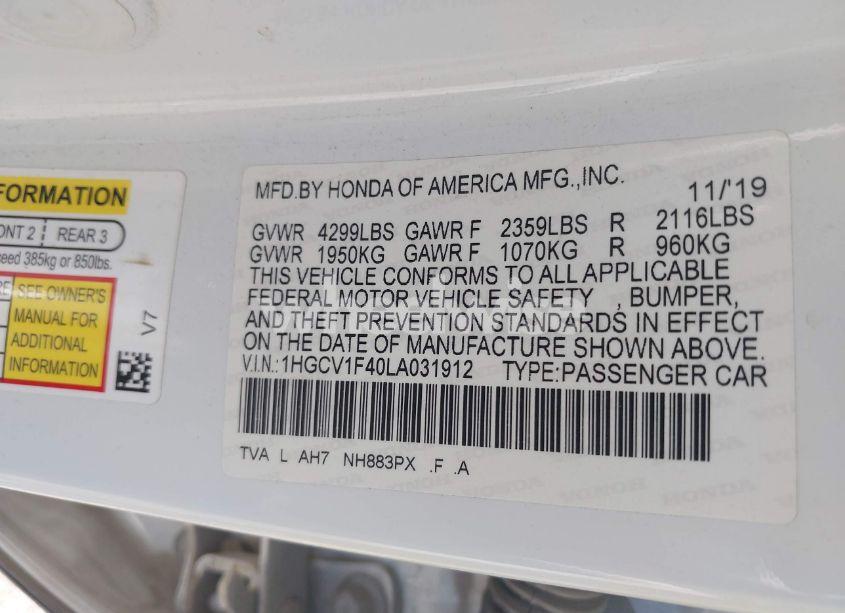 FORMATION
ONT 2 REAR 3
ceed 385kg or 850lbs.
RE SEE OWNER'S
MANUAL FOR
ADDITIONAL
INFORMATION
V7
MFD.BY HONDA OF AMERICA MFG.,INC. 11/'19
GVWR 4299LBS GAWR F 2359LBS R 2116LBS
GVWR 1950KG GAWR F 1070KG R 960KG
THIS VEHICLE CONFORMS TO ALL APPLICABLE
FEDERAL MOTOR VEHICLE SAFETY , BUMPER,
AND THEFT PREVENTION STANDARDS IN EFFECT
ON THE DATE OF MANUFACTURE SHOWN ABOVE.
V.I.N.:1HGCV1F40LA031912 TYPE:PASSENGER CAR
TVA L AH7 NH883PX .F .A